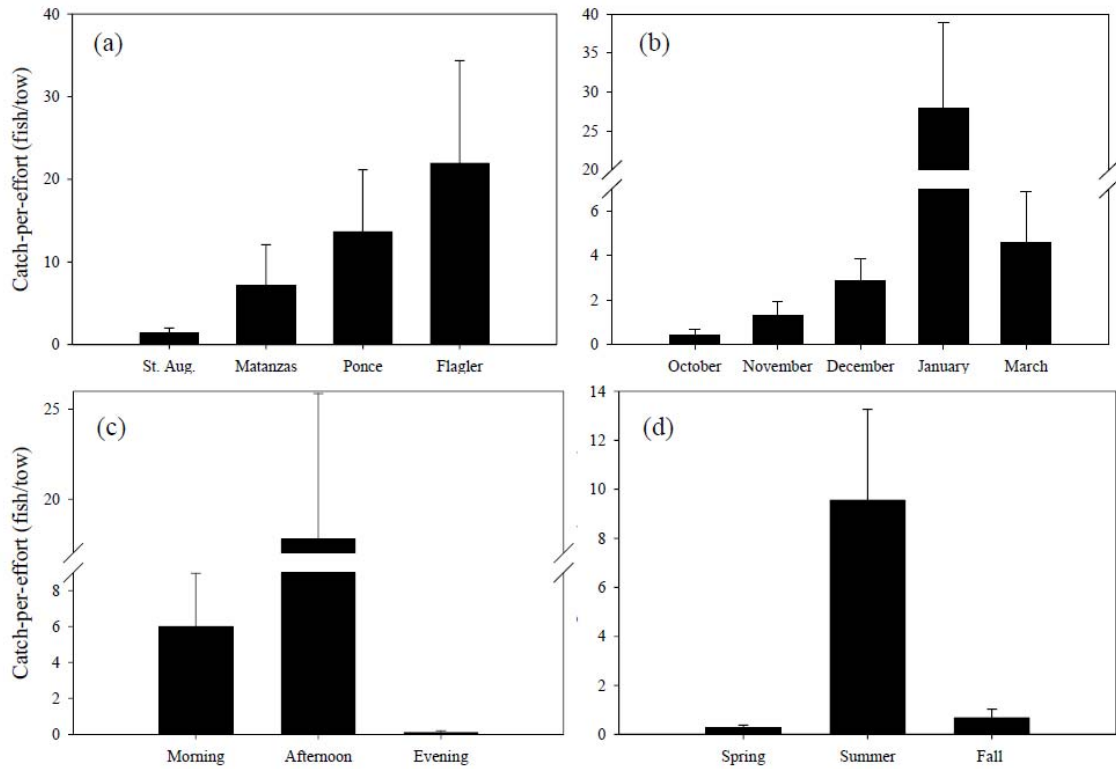 Catch-per-effort (fish/tow)
(a)
40
30
20
10
0
St. Aug.
Matanzas
Ponce
Flagler
(b)
40
35
30
25
20
6
4
2
0
October
November
December
January
March
Catch-per-effort (fish/tow)
(c)
25
20
8
6
4
2
0
Morning
Afternoon
Evening
(d)
14
12
10
8
6
4
2
0
Spring
Summer
Fall